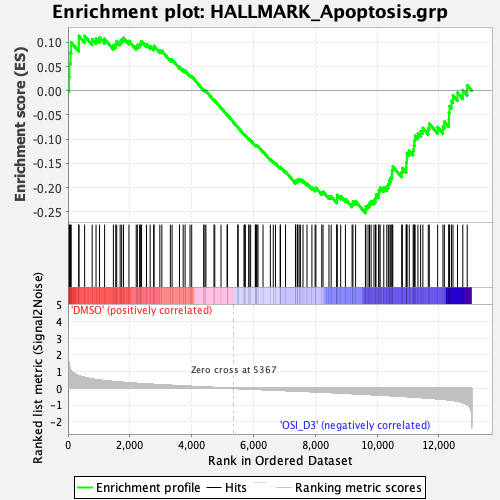 Enrichment plot: HALLMARK_Apoptosis.grp
Enrichment score (ES)
0.10
0.05
0.00
-0.05
-0.10
-0.15
-0.20
-0.25
'DMSO' (positively correlated)
Ranked list metric (Signal2Noise)
5
4
3
2
1
0
-1
-2
Zero cross at 5367
'OSI_D3' (negatively correlated)
0
2,000
4,000
6,000
8,000
10,000
12,000
Rank in Ordered Dataset
Enrichment profile
Hits
Ranking metric scores